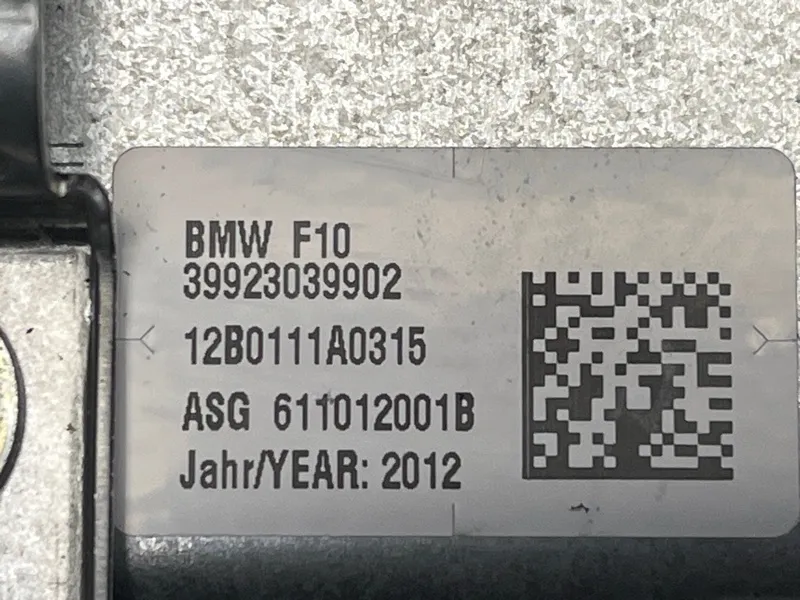 BMW F10
39923039902
12B0111A0315
ASG 611012001B
Jahr/YEAR: 2012